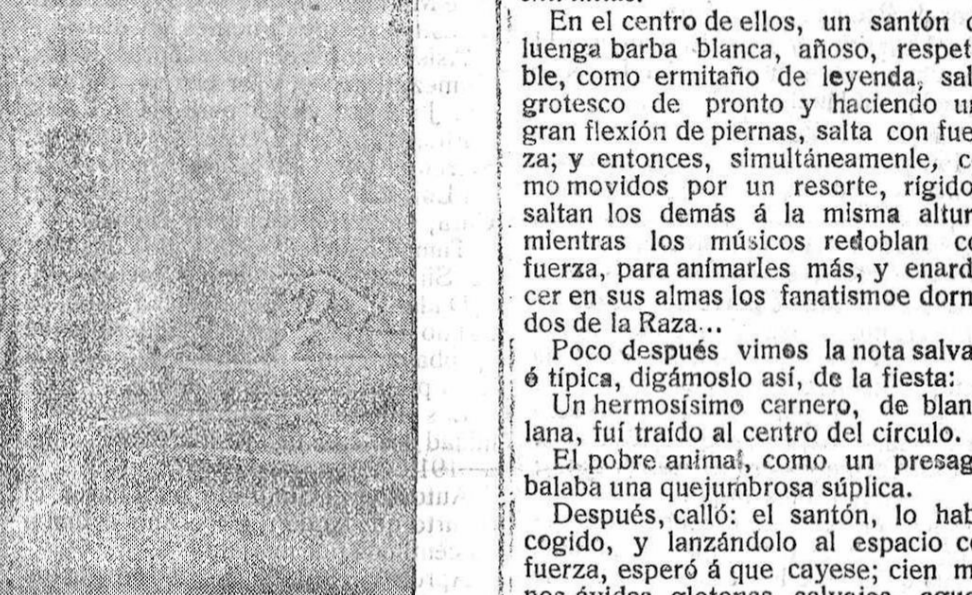 En el centro de ellos, un santón
luenga barba blanca, añoso, respet
ble, como ermitaño de leyenda, sal
grotesco de pronto y haciendo
gran flexión de piernas, salta con fue
za; y entonces, simultáneamenle, c
mo movidos por un resorte, rígido
saltan los demás á la misma altur
mientras los músicos redoblan co
fuerza, para anímarles más, y enard
cer en sus almas los fanatismoe dorm
dos de la Raza...
Poco después vimos la nota salva
ó típica, digámoslo así, de la fiesta:
Un hermosísimo carnero, de blan
lana, fuí traído al centro del círculo.
El pobre animal, como un presag
balaba una quejumbrosa súplica.
Después, calló: el santón, lo hab
cogido, y lanzándolo al espacio co
fuerza, esperó á que cayese; cien m